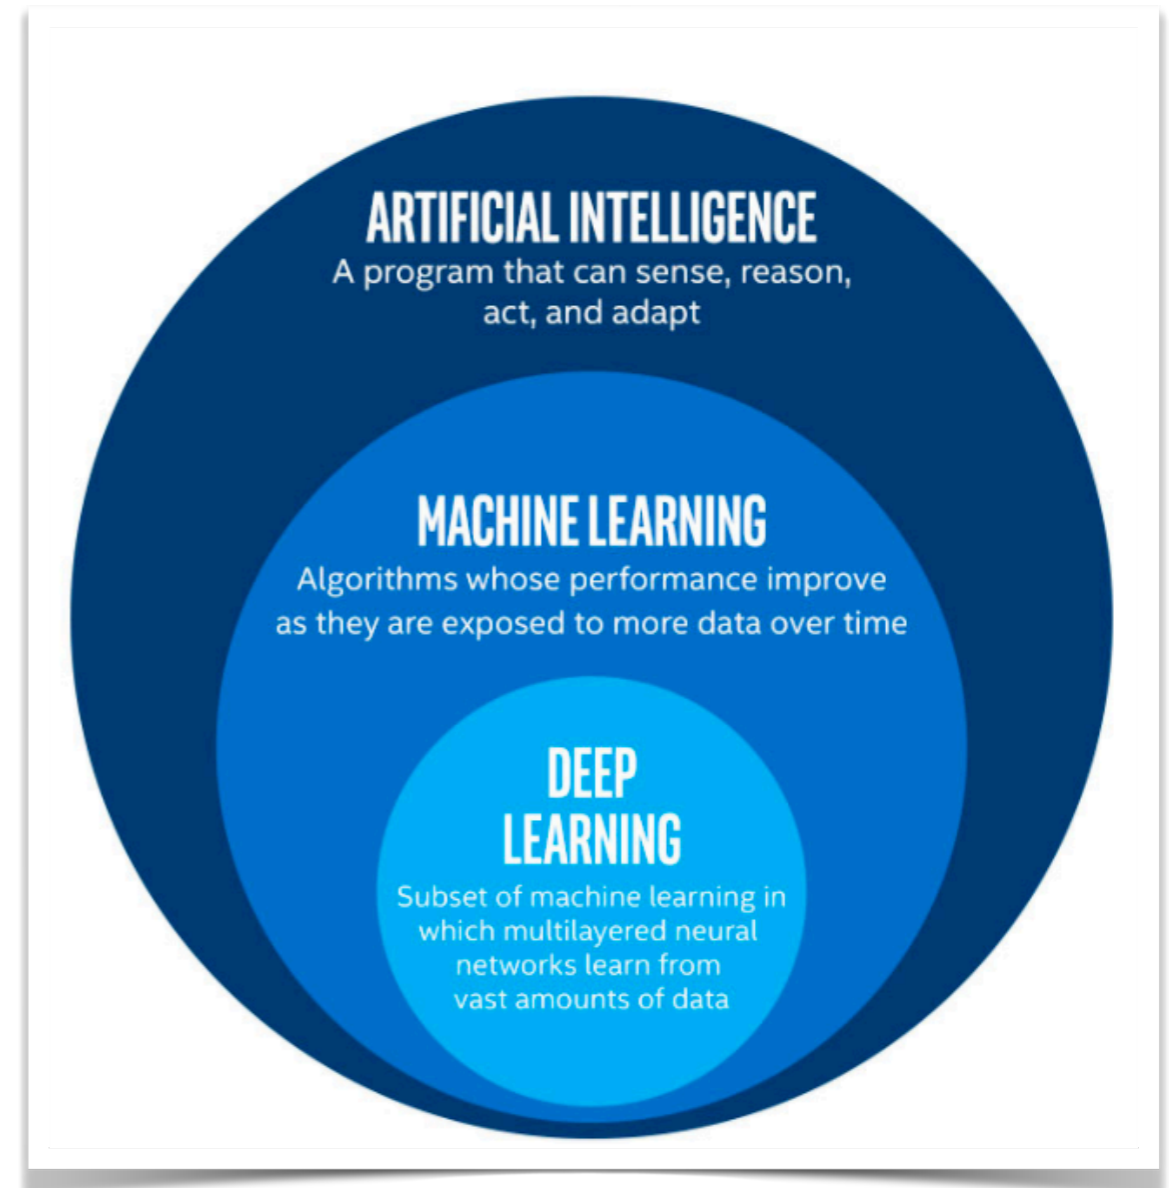 ARTIFICIAL INTELLIGENCE
A program that can sense, reason,
act, and adapt
MACHINE LEARNING
Algorithms whose performance improve
as they are exposed to more data over time
DEEP
LEARNING
Subset of machine learning in
which multilayered neural
networks learn from
vast amounts of data